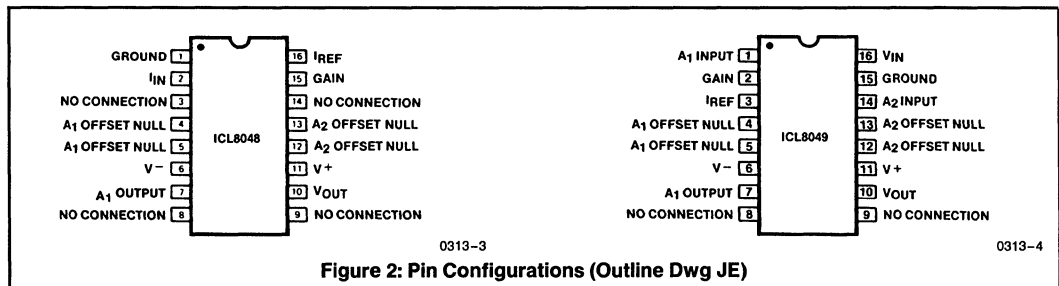 GROUND 1 16 IREF
IIN 2 15 GAIN
NO CONNECTION 3 14 NO CONNECTION
A1 OFFSET NULL 4 13 A2 OFFSET NULL
A1 OFFSET NULL 5 12 A2 OFFSET NULL
ICL8048
V− 6 11 V+
A1 OUTPUT 7 10 VOUT
NO CONNECTION 8 9 NO CONNECTION
0313–3
A1 INPUT 1 16 VIN
GAIN 2 15 GROUND
IREF 3 14 A2 INPUT
A1 OFFSET NULL 4 13 A2 OFFSET NULL
A1 OFFSET NULL 5 12 A2 OFFSET NULL
ICL8049
V− 6 11 V+
A1 OUTPUT 7 10 VOUT
NO CONNECTION 8 9 NO CONNECTION
0313–4
Figure 2: Pin Configurations (Outline Dwg JE)